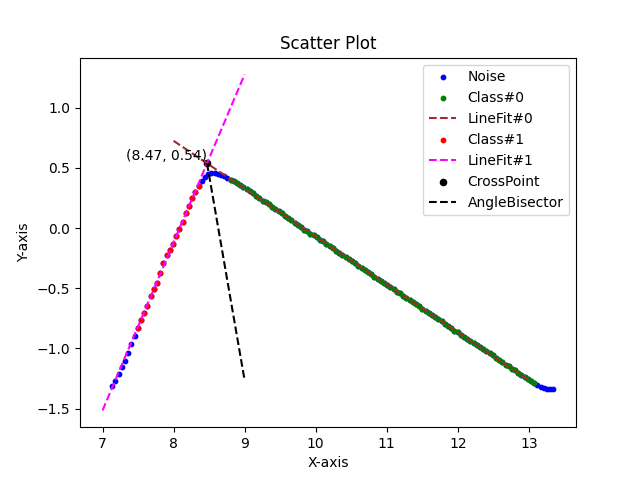 Scatter Plot
Noise
Class#0
LineFit#0
Class#1
LineFit#1
CrossPoint
AngleBisector
(8.47, 0.54)
Y-axis
1.0
0.5
0.0
−0.5
−1.0
−1.5
7 8 9 10 11 12 13
X-axis